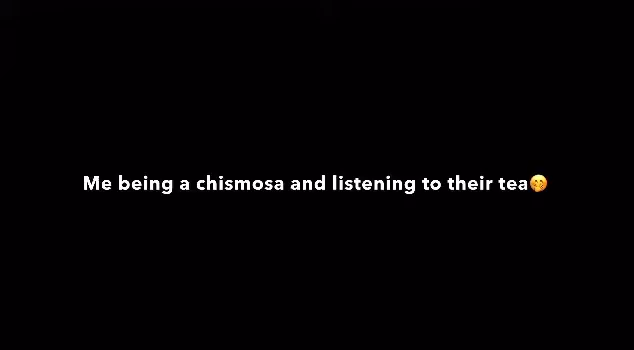 Me being a chismosa and listening to their tea🤭